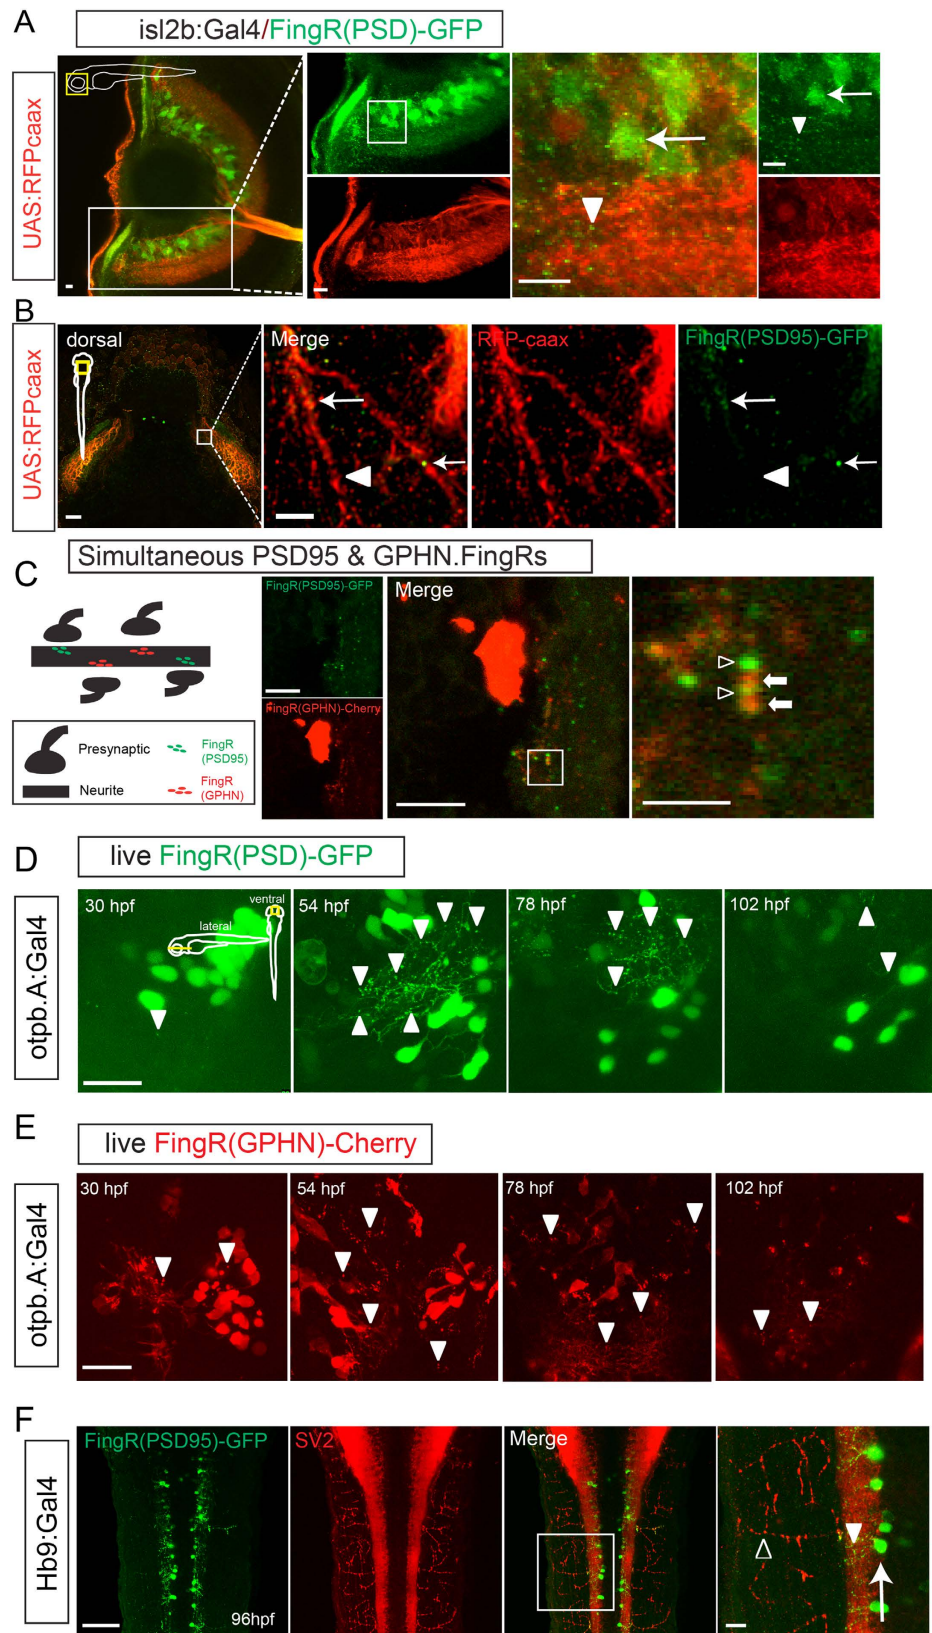 A
isl2b:Gal4/FingR(PSD)-GFP
UAS:RFPcaax
B
UAS:RFPcaax
dorsal
Merge
RFP-caax
FingR(PSD95)-GFP
Simultaneous PSD95 & GPHN.FingRs
C
FingR(PSD95)-GFP
Merge
FingR(GPHN)-Cherry
Presynaptic
FingR
(PSD95)
Neurite
FingR
(GPHN)
D
live FingR(PSD)-GFP
otpb.A:Gal4
30 hpf
lateral
ventral
54 hpf
78 hpf
102 hpf
E
live FingR(GPHN)-Cherry
otpb.A:Gal4
30 hpf
54 hpf
78 hpf
102 hpf
F
Hb9:Gal4
FingR(PSD95)-GFP
SV2
Merge
96hpf